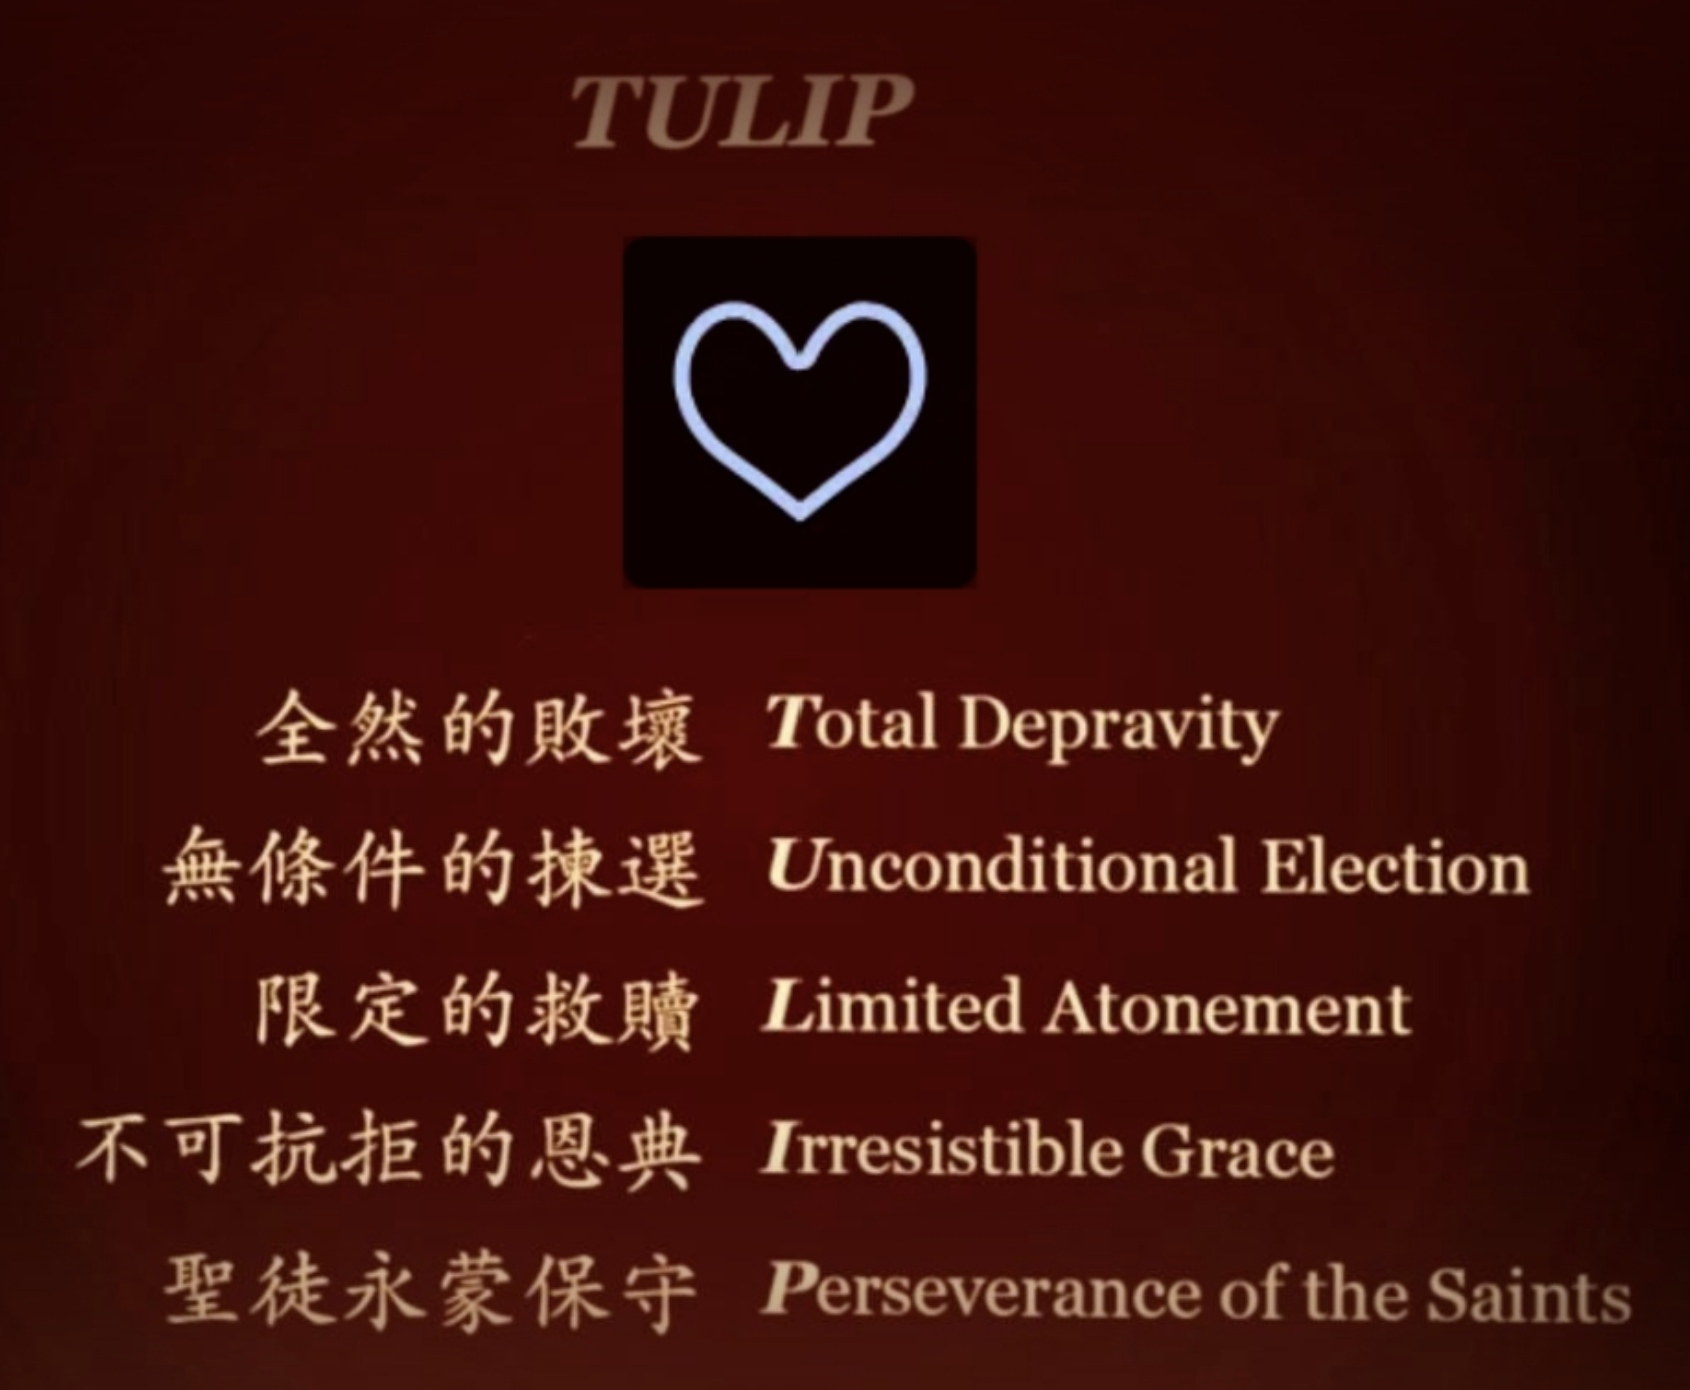 TULIP
全然的敗壞 Total Depravity
無條件的揀選 Unconditional Election
限定的救贖 Limited Atonement
不可抗拒的恩典 Irresistible Grace
聖徒永蒙保守 Perseverance of the Saints